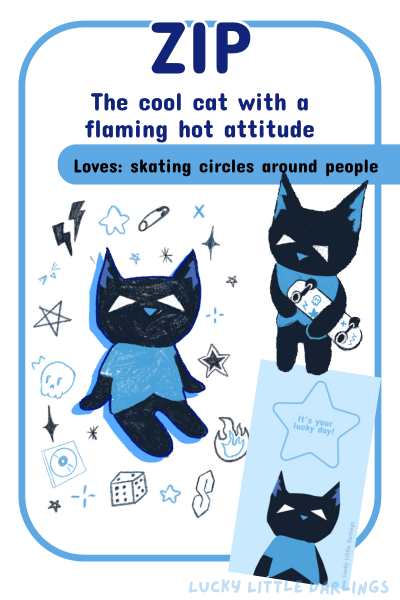 ZIP
The cool cat with a
flaming hot attitude
Loves: skating circles around people
It's your
lucky day!
Lucky Little Darlings
LUCKY LITTLE DARLINGS